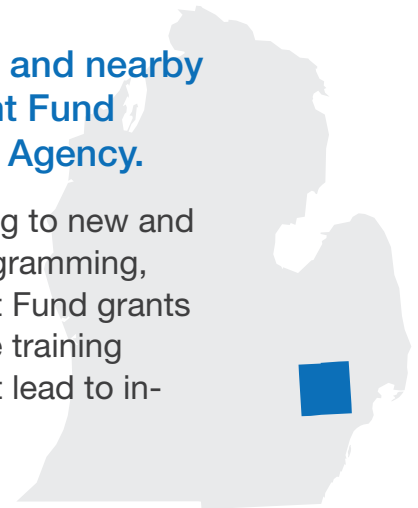 and nearby
nt Fund
Agency.
g to new and
gramming,
t Fund grants
e training
t lead to in-